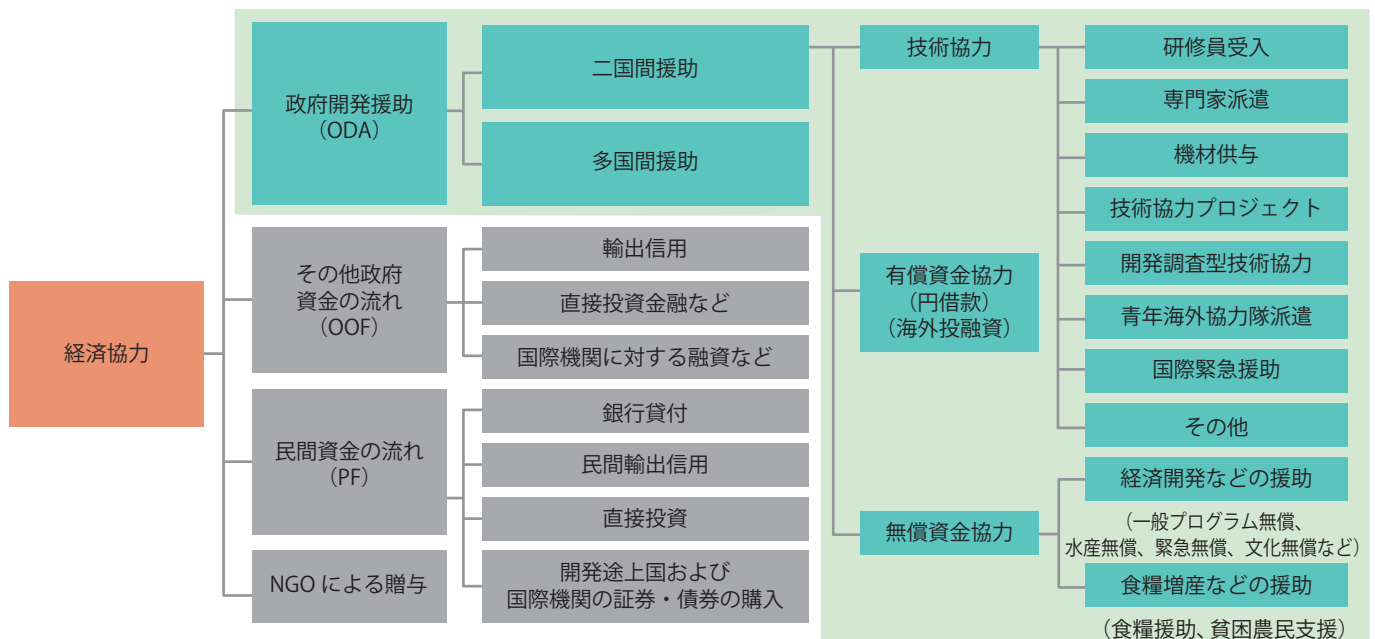 経済協力
政府開発援助
（ODA）
二国間援助
多国間援助
その他政府
資金の流れ
（OOF）
輸出信用
直接投資金融など
国際機関に対する融資など
民間資金の流れ
（PF）
銀行貸付
民間輸出信用
直接投資
開発途上国および
国際機関の証券・債券の購入
NGO による贈与
技術協力
研修員受入
専門家派遣
機材供与
技術協力プロジェクト
開発調査型技術協力
青年海外協力隊派遣
国際緊急援助
その他
有償資金協力
（円借款）
（海外投融資）
無償資金協力
経済開発などの援助
（一般プログラム無償、
水産無償、緊急無償、文化無償など）
食糧増産などの援助
（食糧援助、貧困農民支援）